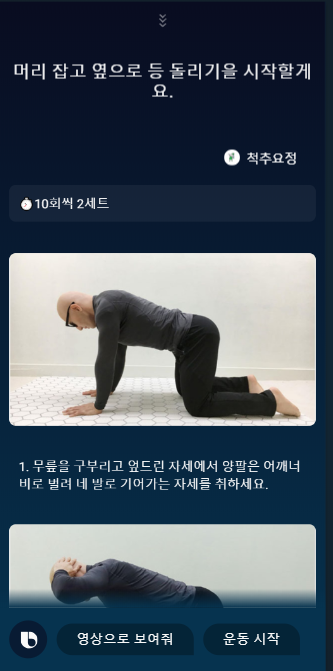 머리 잡고 옆으로 등 돌리기을 시작할게
요.
척추요정
10회씩 2세트
1. 무릎을 구부리고 엎드린 자세에서 양팔은 어깨너
비로 벌려 네 발로 기어가는 자세를 취하세요.
영상으로 보여줘
운동 시작